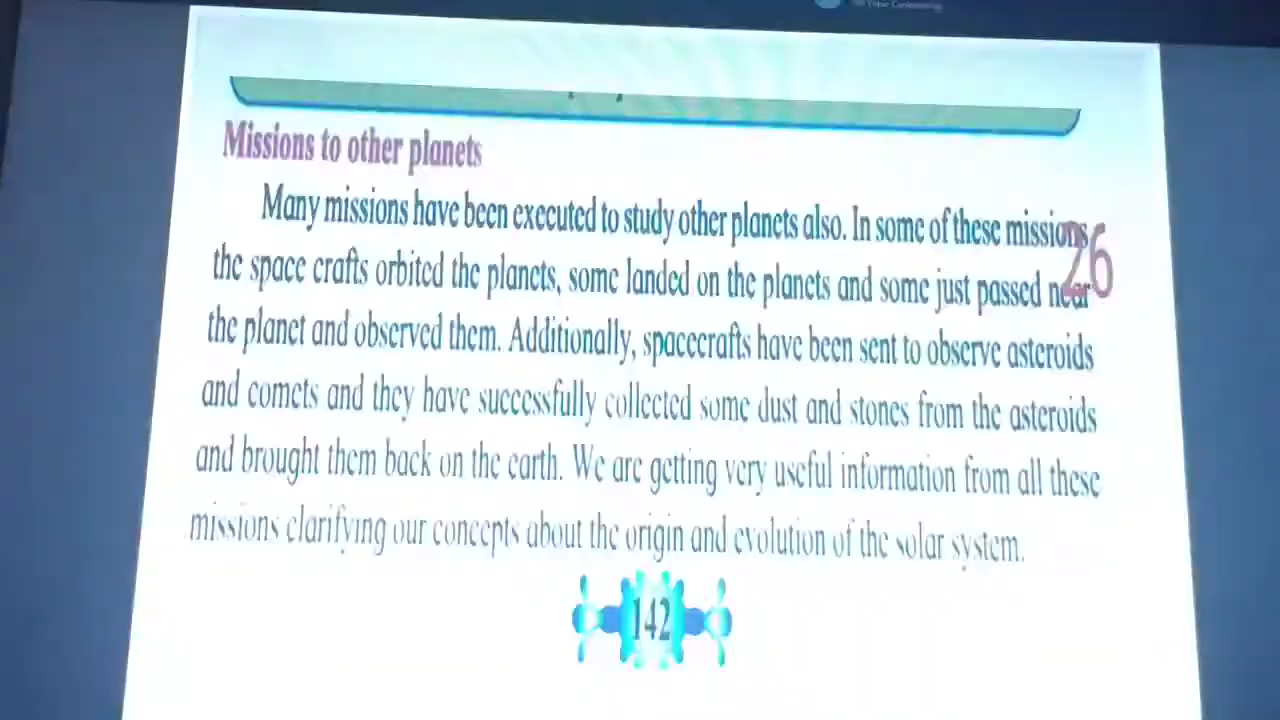 Missions to other planets
Many missions have been executed to study other planets also. In some of these missions
26
the space crafts orbited the planets, some landed on the planets and some just passed near
the planet and observed them. Additionally, spacecrafts have been sent to observe asteroids
and comets and they have successfully collected some dust and stones from the asteroids
and brought them back on the earth. We are getting very useful information from all these
missions clarifying our concepts about the origin and evolution of the solar system.
142